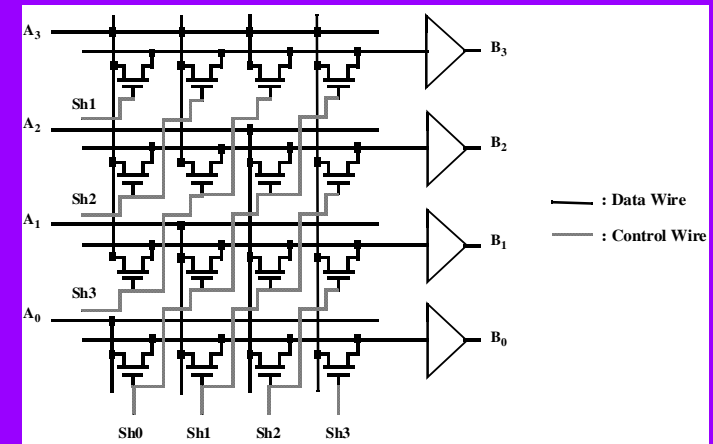 A3
B3
Sh1
A2
B2
Sh2
: Data Wire
A1
: Control Wire
B1
Sh3
A0
B0
Sh0 Sh1 Sh2 Sh3